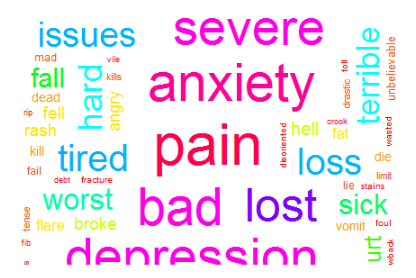 issues
severe
mad
vile
toll
terrible
unbelievable
fall
hard
kills
anxiety
drastic
dead
angry
rip
fell
crook
rash
hell
fat
wasted
kill
tired
pain
disoriented
loss
die
fail
debt
fracture
limit
worst
bad
lost
lie
stains
sick
tense
flare
broke
vomit
foul
fib
depression